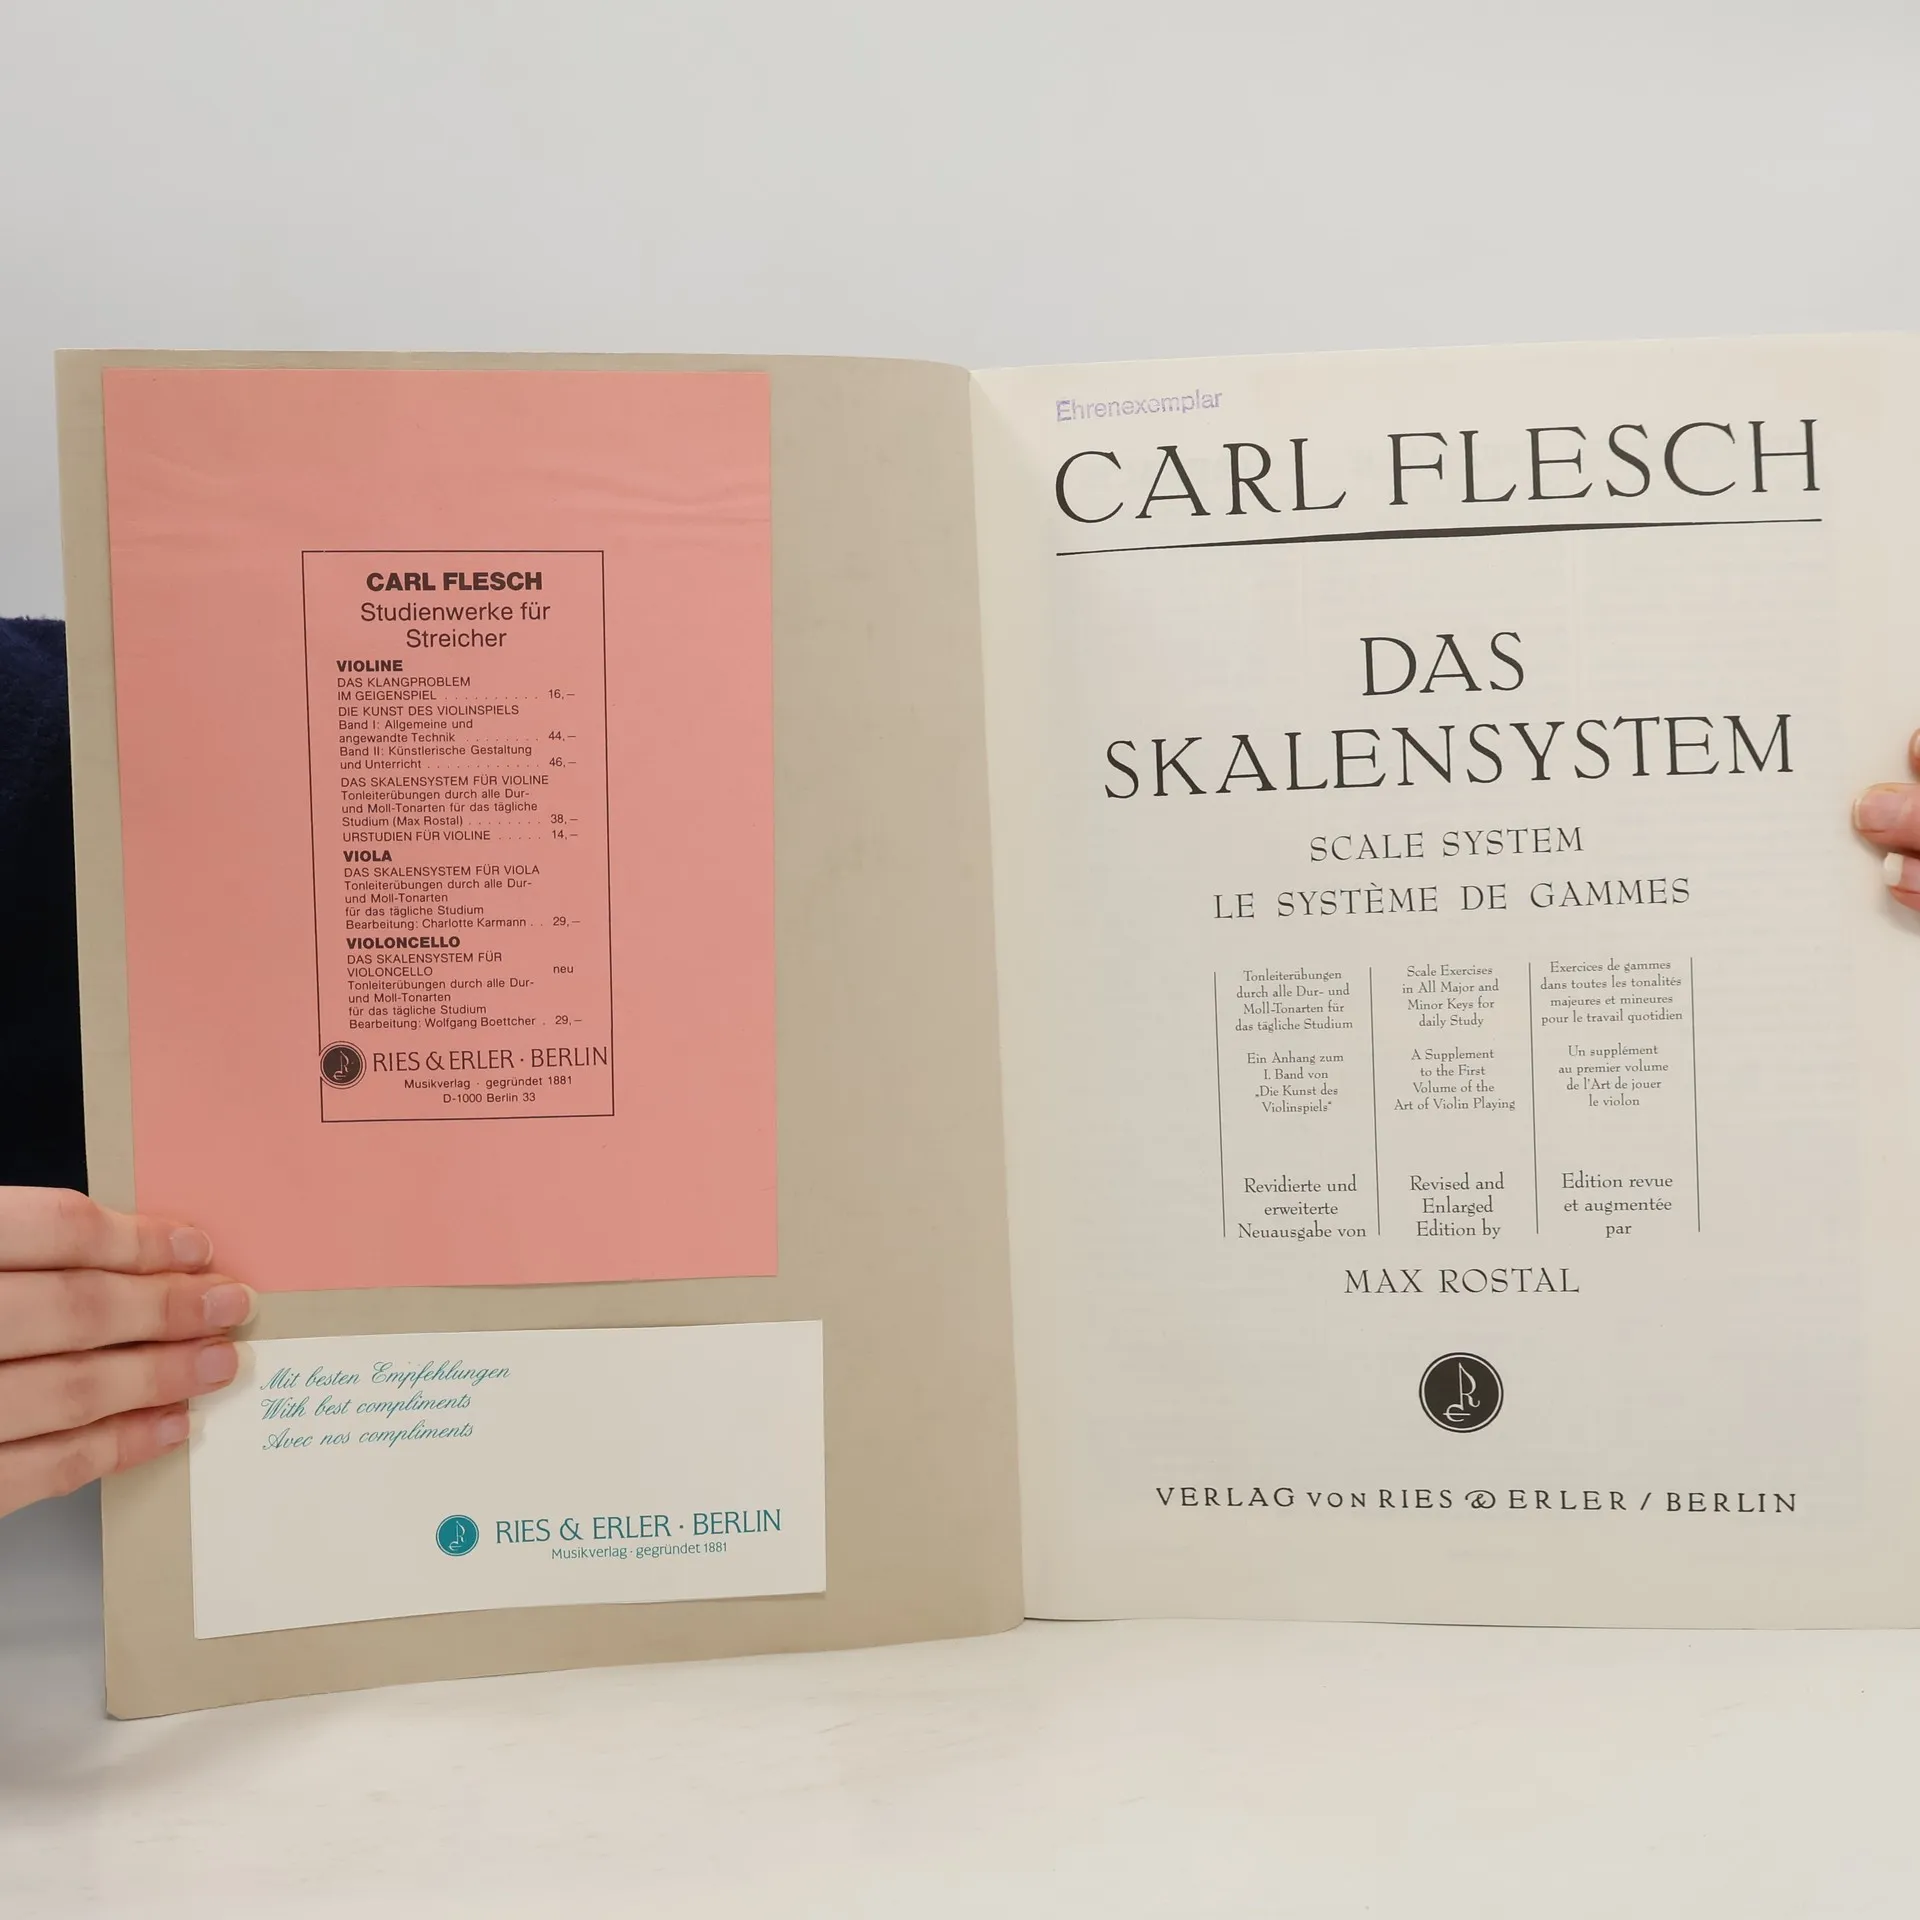 CARL FLESCH
Studienwerke für
Streicher
VIOLINE
DAS KLANGPROBLEM
IM GEIGENSPIEL . . . . . . . . . . 16,—
DIE KUNST DES VIOLINSPIELS
Band I: Allgemeine und
angewandte Technik . . . . . . . . 44,—
Band II: Künstlerische Gestaltung
und Unterricht . . . . . . . . . . . . 46,—
DAS SKALENSYSTEM FÜR VIOLINE
Tonleiterübungen durch alle Dur-
und Moll-Tonarten für das tägliche
Studium (Max Rostal) . . . . . . . . 38,—
URSTUDIEN FÜR VIOLINE . . . . . 14,—
VIOLA
DAS SKALENSYSTEM FÜR VIOLA
Tonleiterübungen durch alle Dur-
und Moll-Tonarten
für das tägliche Studium
Bearbeitung: Charlotte Karmann . . 29,—
VIOLONCELLO
DAS SKALENSYSTEM FÜR
VIOLONCELLO neu
Tonleiterübungen durch alle Dur-
und Moll-Tonarten
für das tägliche Studium
Bearbeitung: Wolfgang Boettcher . 29,—
RIES & ERLER · BERLIN
Musikverlag · gegründet 1881
D-1000 Berlin 33
Mit besten Empfehlungen
With best compliments
Avec nos compliments
RIES & ERLER · BERLIN
Musikverlag · gegründet 1881
Ehrenexemplar
CARL FLESCH
DAS
SKALENSYSTEM
SCALE SYSTEM
LE SYSTÈME DE GAMMES
Tonleiterübungen
durch alle Dur- und
Moll-Tonarten für
das tägliche Studium
Ein Anhang zum
I. Band von
„Die Kunst des
Violinspiels“
Revidierte und
erweiterte
Neuausgabe von
Scale Exercises
in All Major and
Minor Keys for
daily Study
A Supplement
to the First
Volume of the
Art of Violin Playing
Revised and
Enlarged
Edition by
Exercices de gammes
dans toutes les tonalités
majeures et mineures
pour le travail quotidien
Un supplément
au premier volume
de l'Art de jouer
le violon
Edition revue
et augmentée
par
MAX ROSTAL
VERLAG VON RIES & ERLER / BERLIN